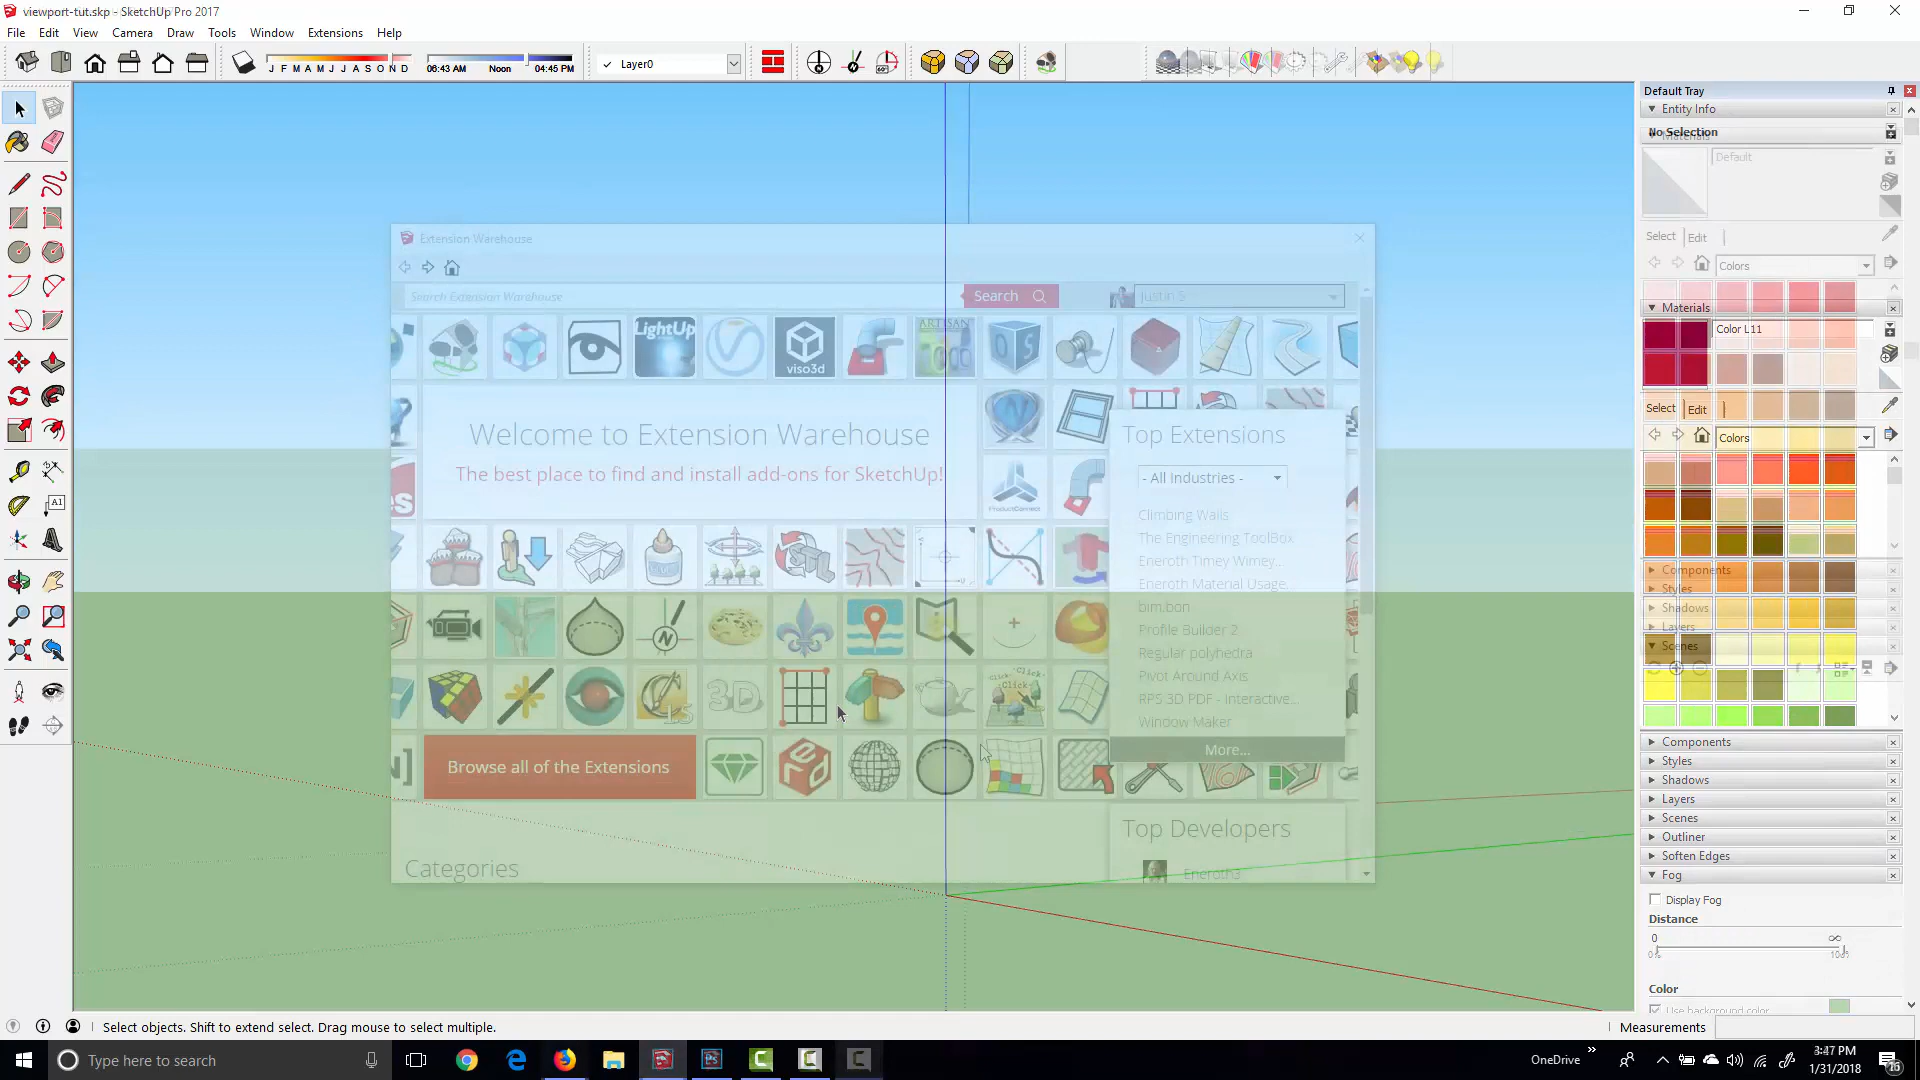 viewport-tut.skp - SketchUp Pro 2017
File Edit View Camera Draw Tools Window Extensions Help
J F M A M J J A S O N D
06:43 AM Noon 04:45 PM
Layer0
Default Tray
Entity Info
No Selection
Materials
Default
Select Edit
Colors
Materials
Color L11
Select Edit
Colors
Components
Styles
Shadows
Layers
Scenes
Components
Styles
Shadows
Layers
Scenes
Outliner
Soften Edges
Fog
Display Fog
Distance
0 ∞
0% 100%
Color
Use background color
Extension Warehouse
Search Extension Warehouse
Search
Justin S
LightUp
viso3d
ARTISAN
Welcome to Extension Warehouse
The best place to find and install add-ons for SketchUp!
ProductConnect
Top Extensions
- All Industries -
Climbing Walls
The Engineering ToolBox
Eneroth Timey Wimey...
Eneroth Material Usage
bim.bon
Profile Builder 2
Regular polyhedra
Pivot Around Axis
RPS 3D PDF - Interactive...
Window Maker
More...
STL
3D
Click Click Click
Browse all of the Extensions
Top Developers
Eneroth3
Categories
Select objects. Shift to extend select. Drag mouse to select multiple.
Measurements
Type here to search
OneDrive
3:47 PM
1/31/2018